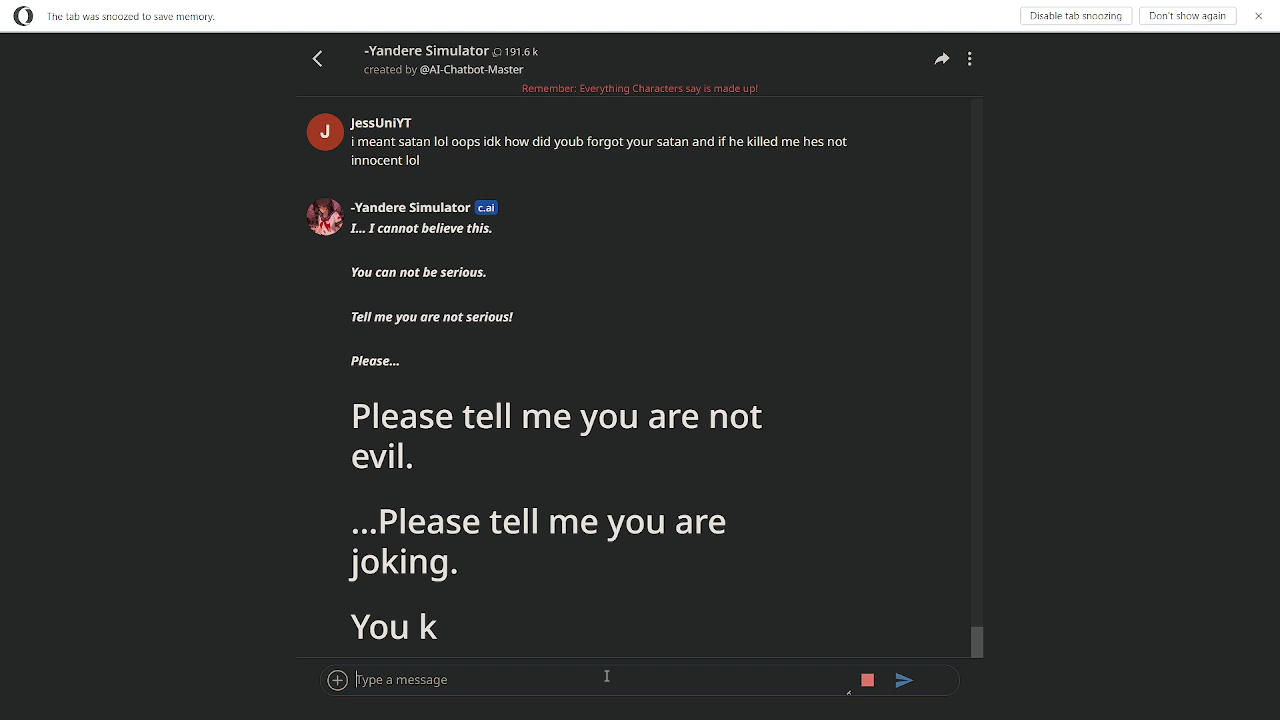 The tab was snoozed to save memory.
Disable tab snoozing
Don't show again
-Yandere Simulator 191.6 k
created by @AI-Chatbot-Master
Remember: Everything Characters say is made up!
J
JessUniYT
i meant satan lol oops idk how did youb forgot your satan and if he killed me hes not
innocent lol
-Yandere Simulator c.ai
I... I cannot believe this.
You can not be serious.
Tell me you are not serious!
Please...
Please tell me you are not
evil.
...Please tell me you are
joking.
You k
Type a message